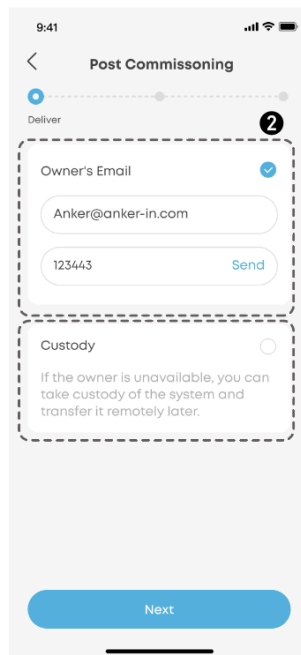 9:41
Post Commissoning
Deliver
2
Owner's Email
Anker@anker-in.com
123443 Send
Custody
If the owner is unavailable, you can
take custody of the system and
transfer it remotely later.
Next